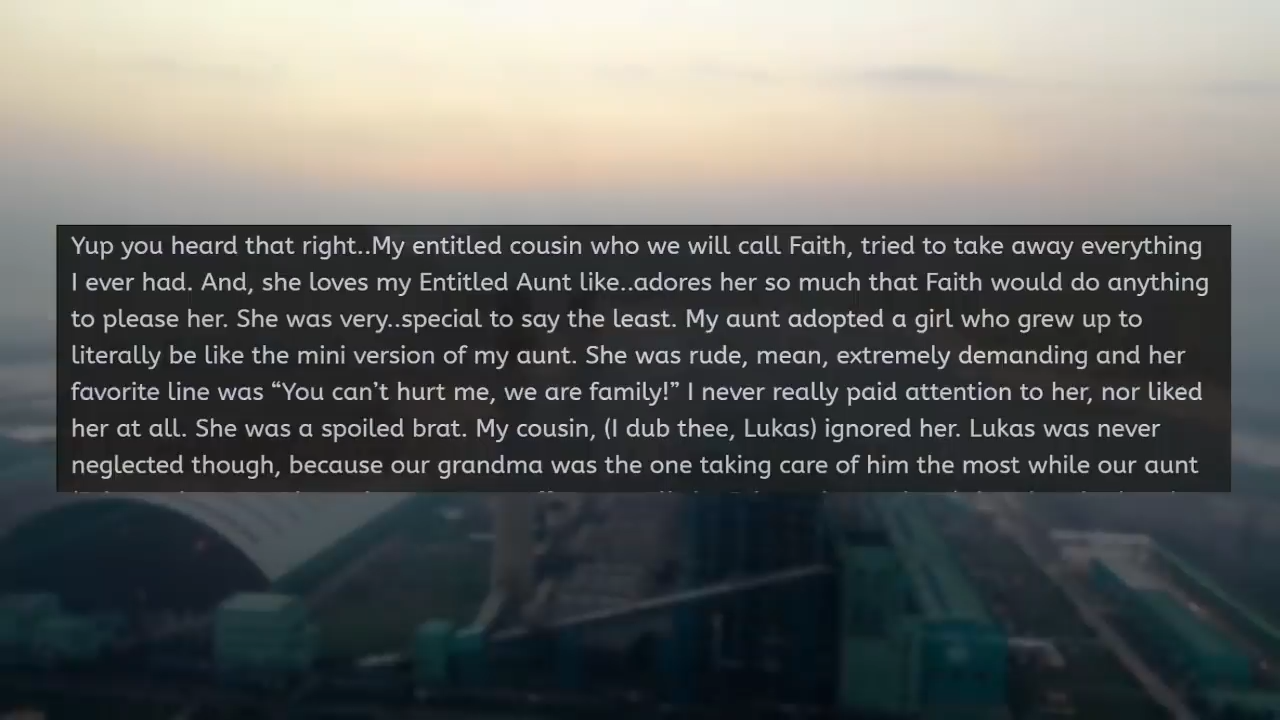 Yup you heard that right..My entitled cousin who we will call Faith, tried to take away everything
I ever had. And, she loves my Entitled Aunt like..adores her so much that Faith would do anything
to please her. She was very..special to say the least. My aunt adopted a girl who grew up to
literally be like the mini version of my aunt. She was rude, mean, extremely demanding and her
favorite line was “You can’t hurt me, we are family!” I never really paid attention to her, nor liked
her at all. She was a spoiled brat. My cousin, (I dub thee, Lukas) ignored her. Lukas was never
neglected though, because our grandma was the one taking care of him the most while our aunt